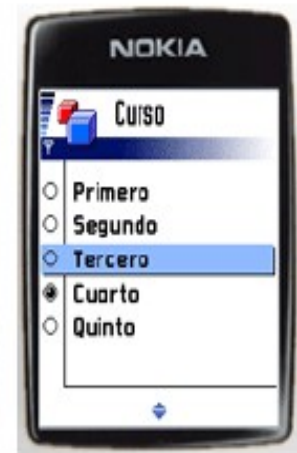 NOKIA
Curso
Primero
Segundo
Tercero
Cuarto
Quinto